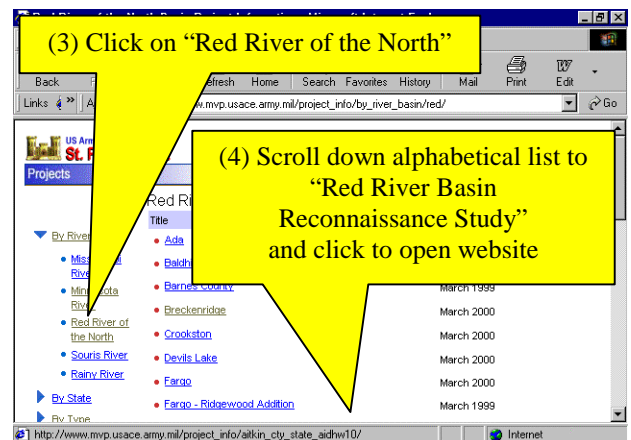 (3) Click on “Red River of the North”
Back
Refresh
Home
Search
Favorites
History
Mail
Print
Edit
Links
w.mvp.usace.army.mil/project_info/by_river_basin/red/
Go
US Arm
St. P
(4) Scroll down alphabetical list to
“Red River Basin
Reconnaissance Study”
and click to open website
Projects
Red Ri
Title
By River
Ada
Baldhi
Barnes County March 1999
Breckenridge March 2000
Crookston March 2000
Devils Lake March 2000
Fargo March 2000
Fargo - Ridgewood Addition March 1999
Red River of
the North
Souris River
Rainy River
By State
By Type
http://www.mvp.usace.army.mil/project_info/aitkin_cty_state_aidhw10/
Internet